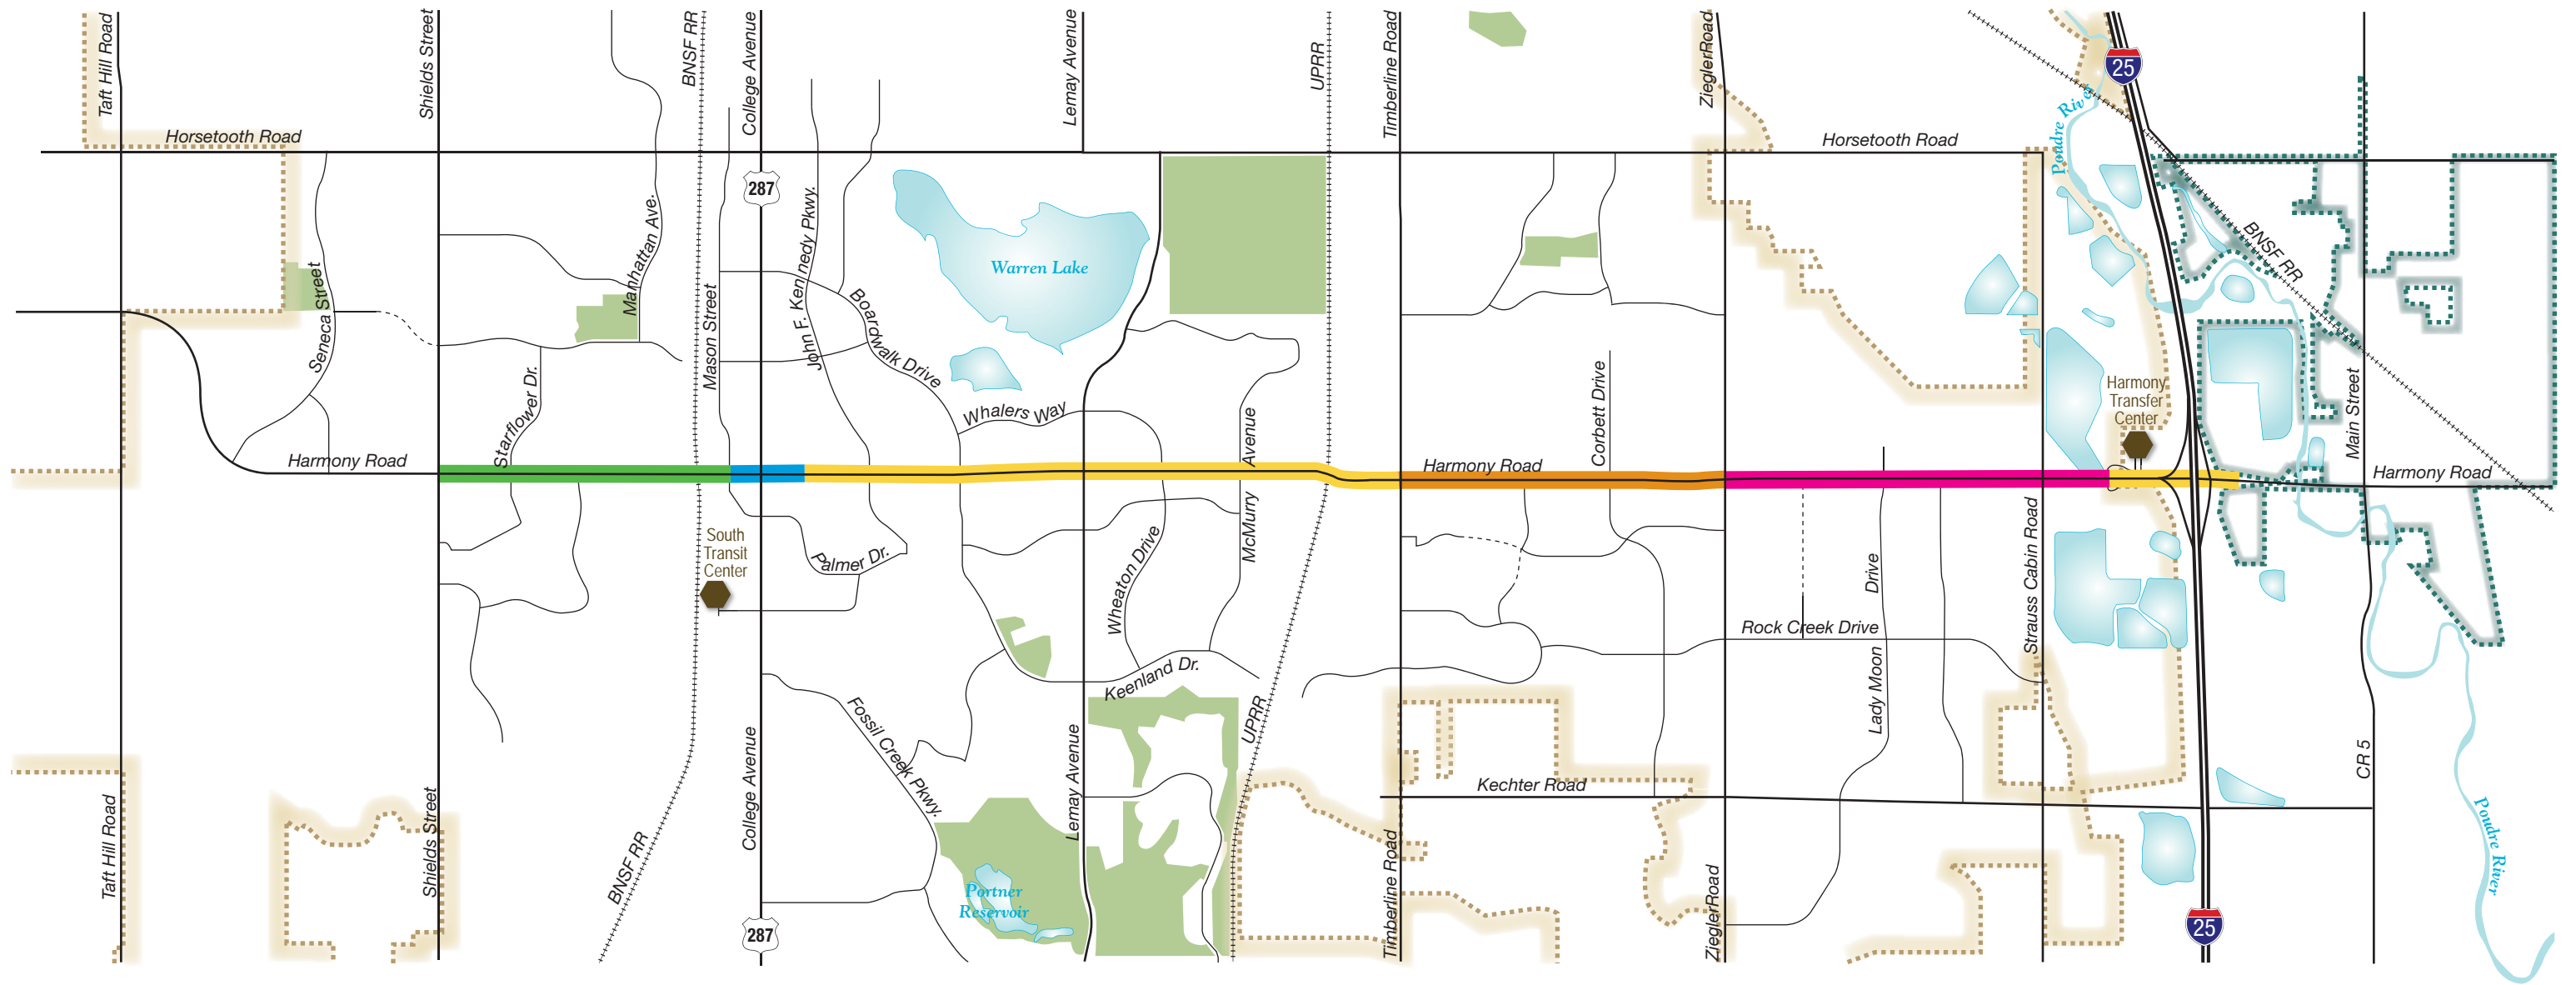 Taft Hill Road
Shields Street
BNSF RR
College Avenue
Lemay Avenue
UPRR
Timberline Road
ZieglerRoad
25
Poudre River
Horsetooth Road
Horsetooth Road
287
Manhattan Ave.
John F. Kennedy Pkwy.
Warren Lake
BNSF RR
Seneca Street
Mason Street
Boardwalk Drive
Starflower Dr.
Whalers Way
McMurry Avenue
Corbett Drive
Harmony
Transfer
Center
Main Street
Harmony Road
Harmony Road
Harmony Road
South
Transit
Center
Palmer Dr.
Wheaton Drive
Strauss Cabin Road
Rock Creek Drive
Lady Moon Drive
Keenland Dr.
Fossil Creek Pkwy.
UPRR
College Avenue
Lemay Avenue
Kechter Road
CR 5
Taft Hill Road
Shields Street
BNSF RR
Portner
Reservoir
Timberline Road
ZieglerRoad
Poudre River
287
25